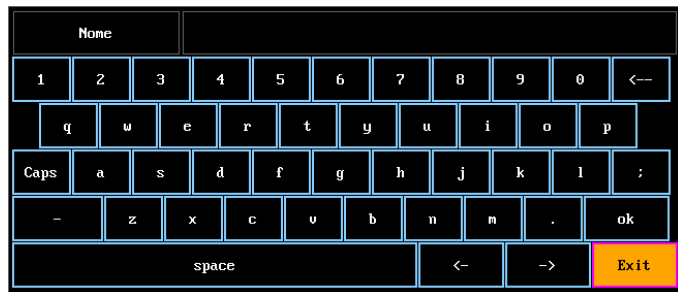 Nome
1 2 3 4 5 6 7 8 9 0 <--
q w e r t y u i o p
Caps a s d f g h j k l ;
- z x c v b n m . ok
space <- -> Exit